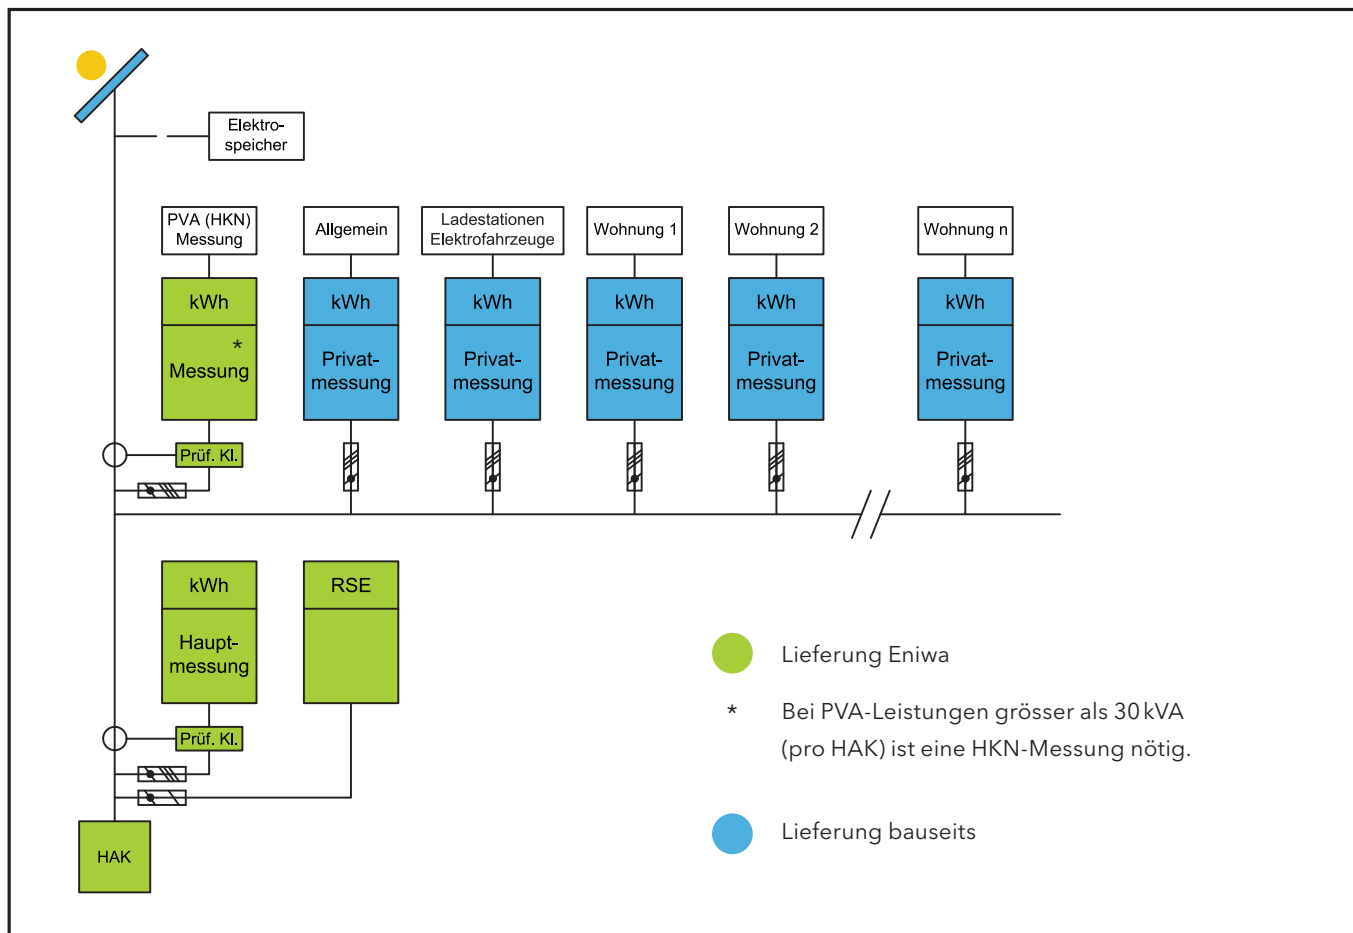 Elektro-
speicher
PVA (HKN)
Messung
Allgemein
Ladestationen
Elektrofahrzeuge
Wohnung 1
Wohnung 2
Wohnung n
kWh
kWh
kWh
kWh
kWh
kWh
*
Messung
Privat-
messung
Privat-
messung
Privat-
messung
Privat-
messung
Privat-
messung
Prüf. Kl.
kWh
RSE
Haupt-
messung
Prüf. Kl.
HAK
Lieferung Eniwa
* Bei PVA-Leistungen grösser als 30 kVA
(pro HAK) ist eine HKN-Messung nötig.
Lieferung bauseits